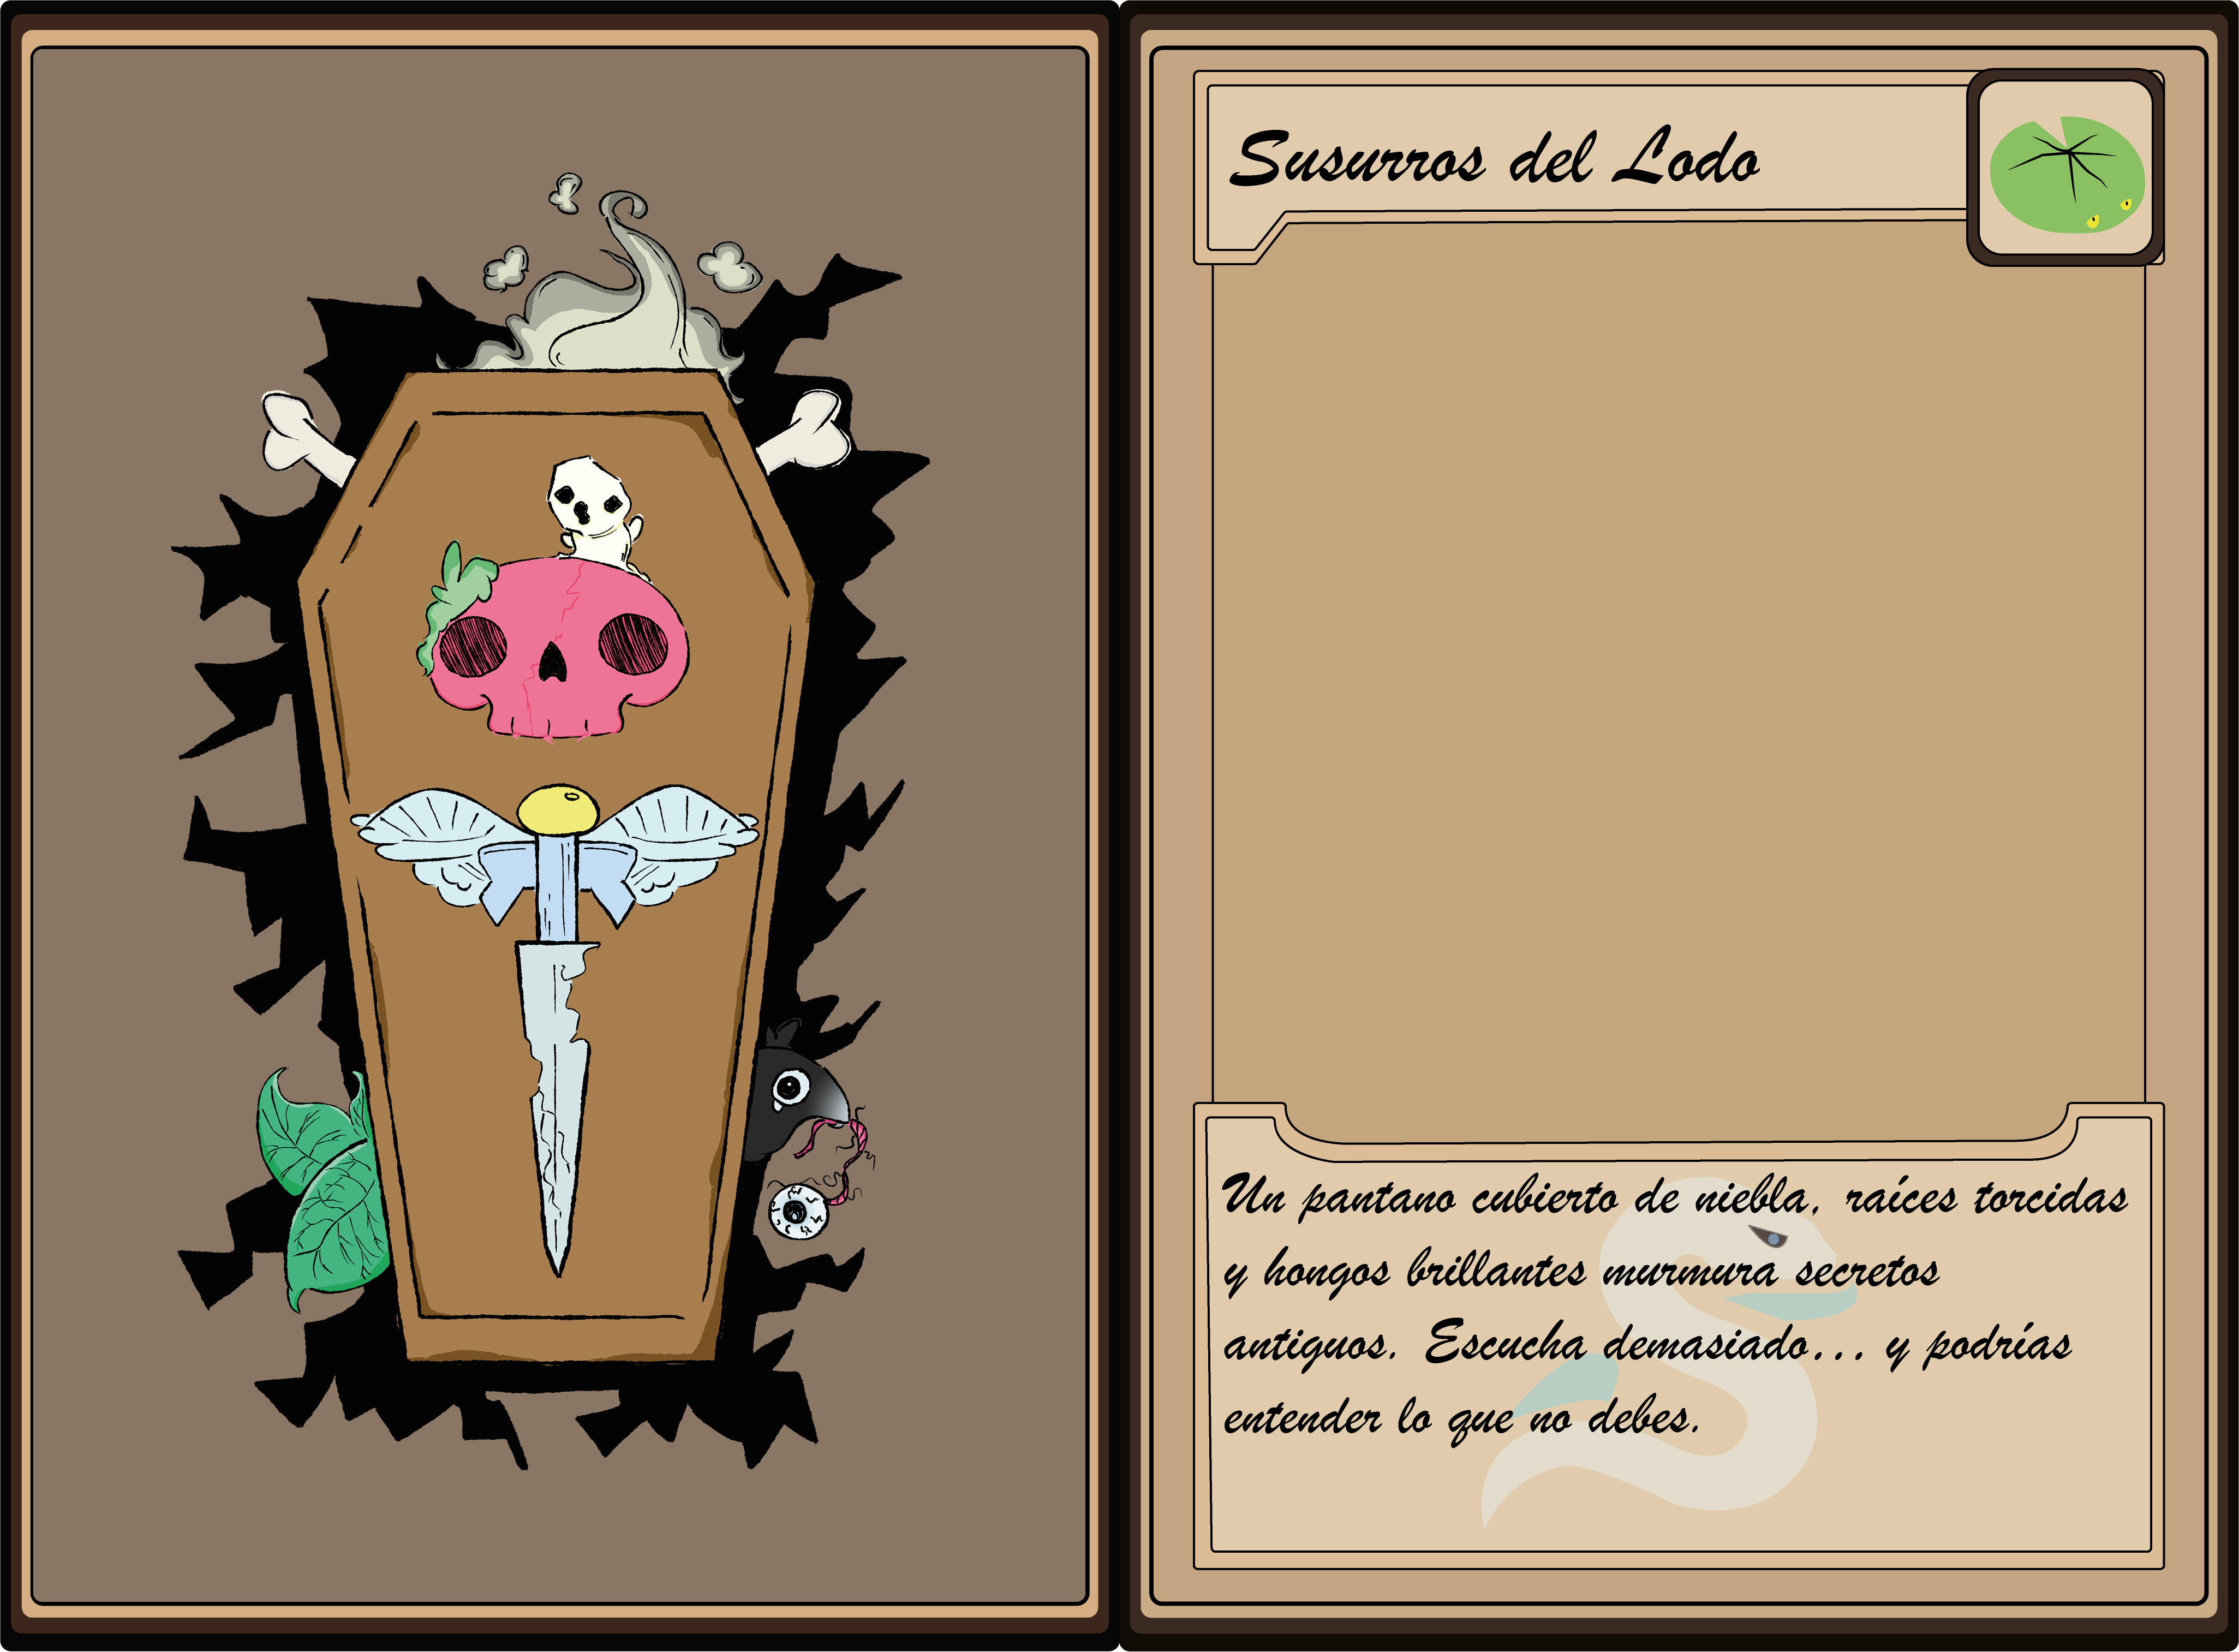 Susurros del Lodo
Un pantano cubierto de niebla, raíces torcidas
y hongos brillantes murmura secretos
antiguos. Escucha demasiado... y podrías
entender lo que no debes.